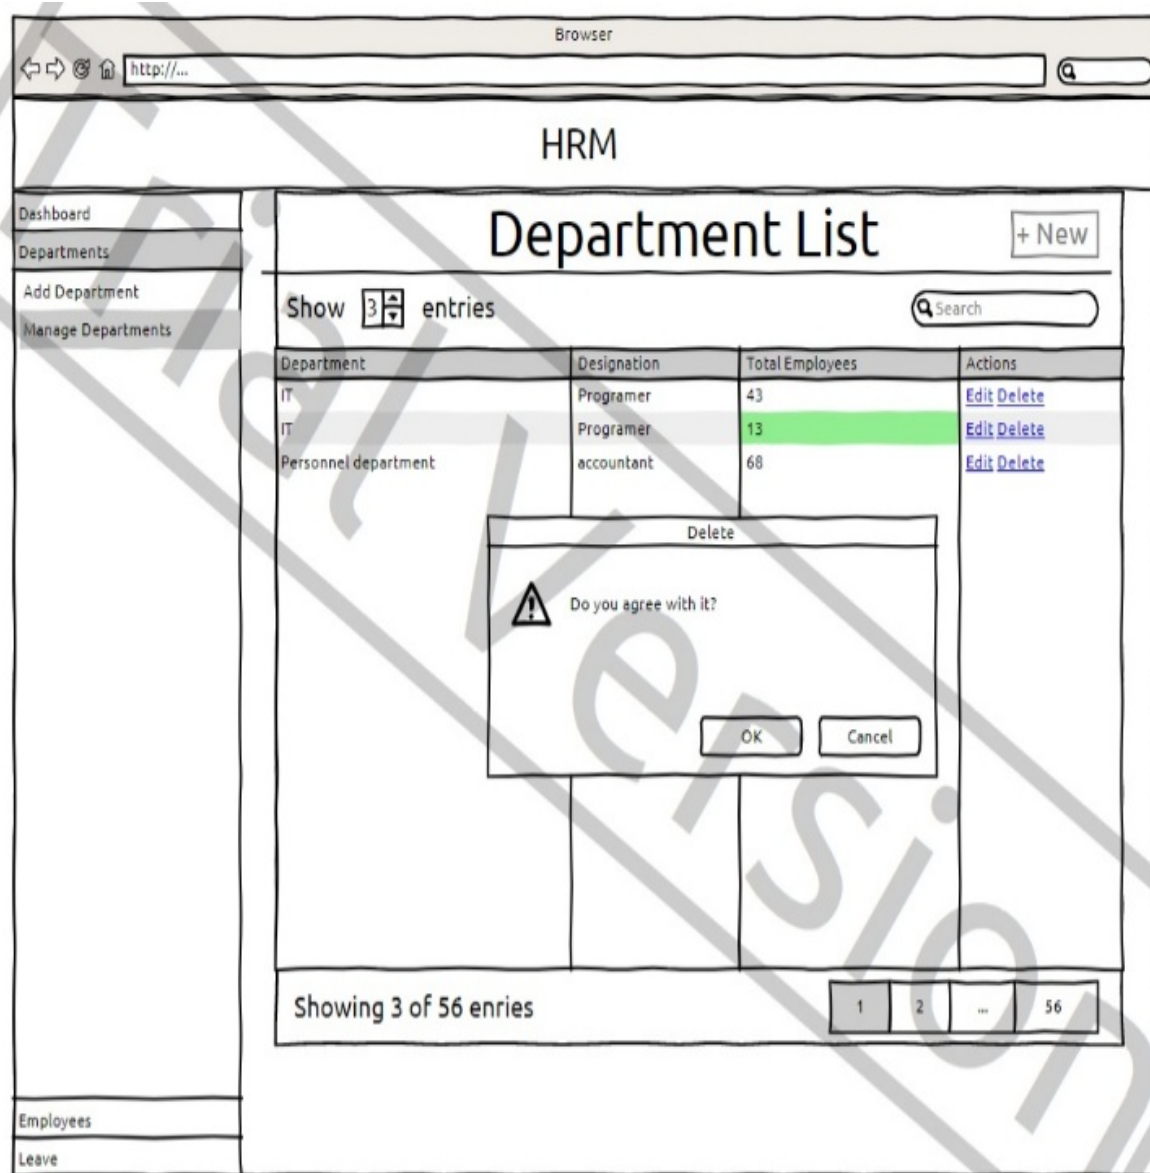 Browser
http://...
HRM
Dashboard
Departments
Add Department
Manage Departments
Employees
Leave
Department List
+ New
Show 3 entries
Search
Department Designation Total Employees Actions
IT Programer 43 Edit Delete
IT Programer 13 Edit Delete
Personnel department accountant 68 Edit Delete
Delete
Do you agree with it?
OK Cancel
Showing 3 of 56 enries
1 2 ... 56
Trial Version